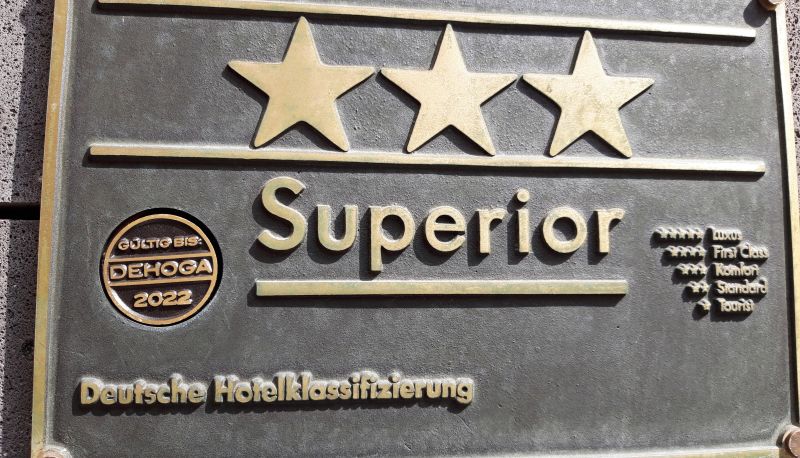 Superior
GÜLTIG BIS:
DEHOGA
2022
***** Luxus
**** First Class
*** Komfort
** Standard
* Tourist
Deutsche Hotelklassifizierung